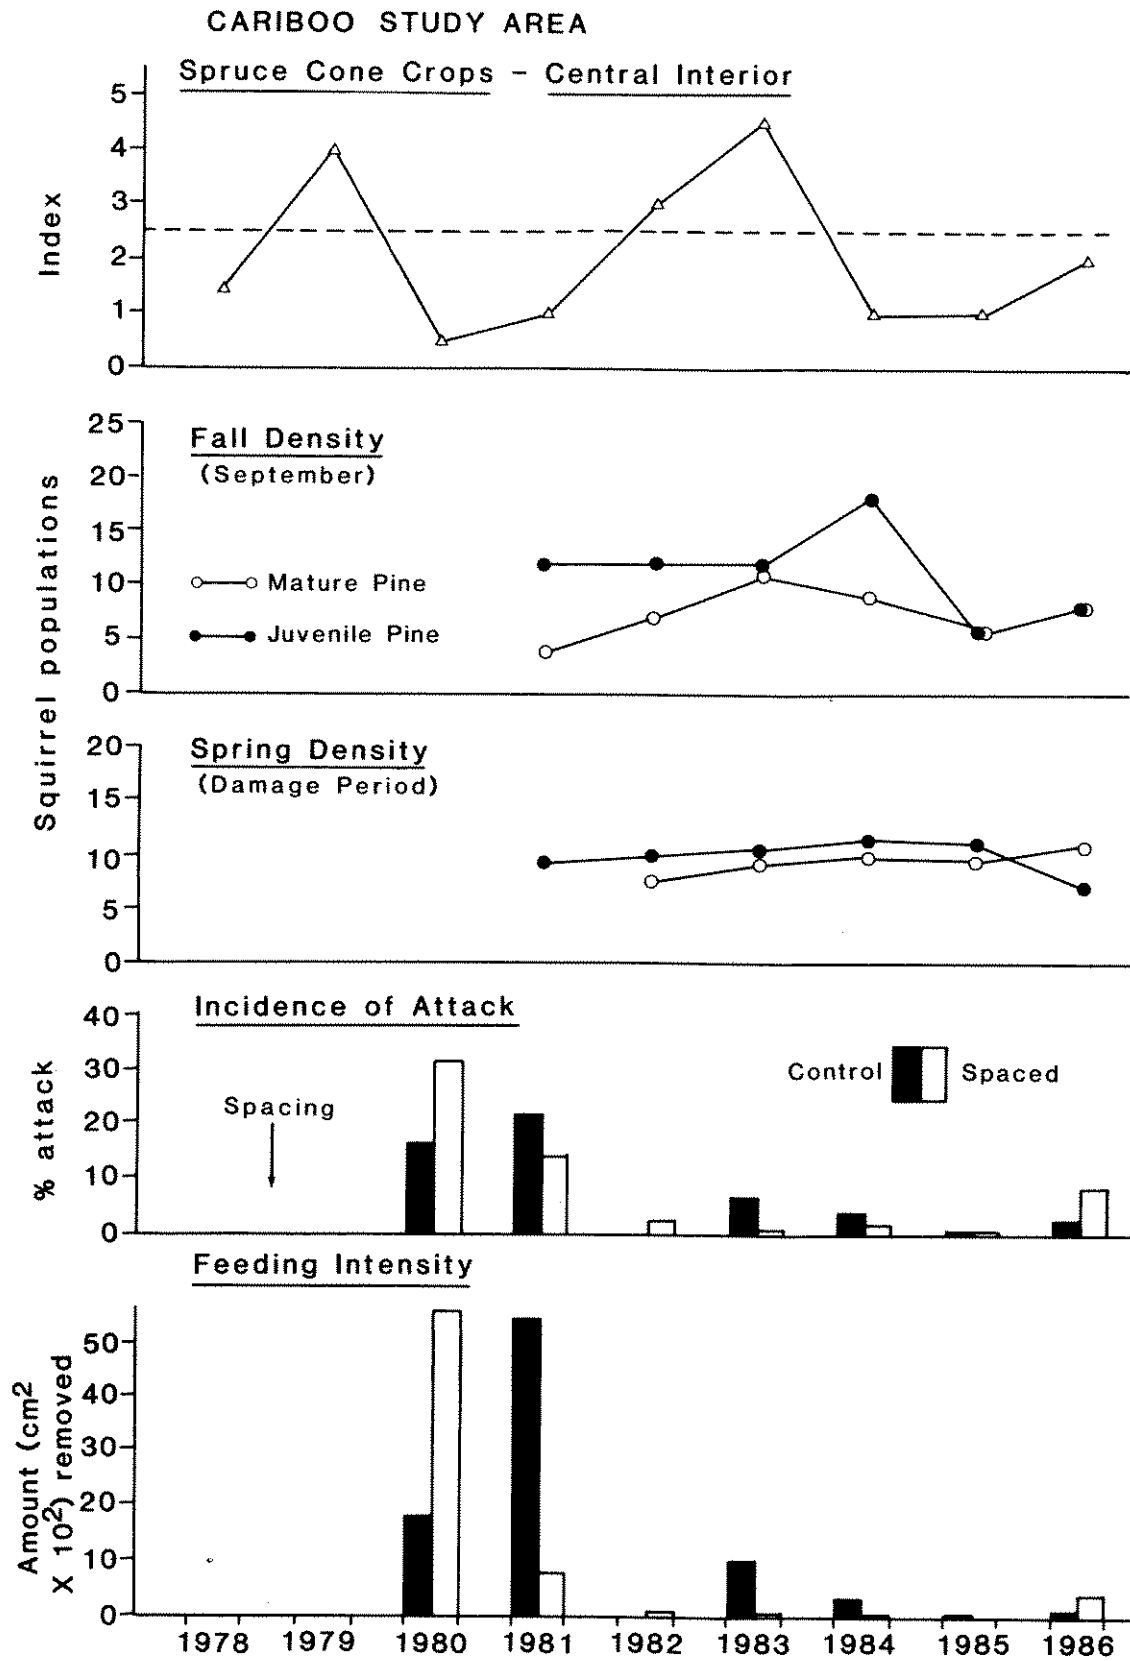 CARIBOO STUDY AREA
Spruce Cone Crops - Central Interior
5
4
3
2
1
0
Index
25
Fall Density
(September)
20
15
10
Mature Pine
5
Juvenile Pine
0
Squirrel populations
20
Spring Density
(Damage Period)
15
10
5
0
Incidence of Attack
40
30
Control
Spaced
Spacing
20
10
0
% attack
Feeding Intensity
50
40
30
20
10
0
Amount (cm2
X 102) removed
1978 1979 1980 1981 1982 1983 1984 1985 1986